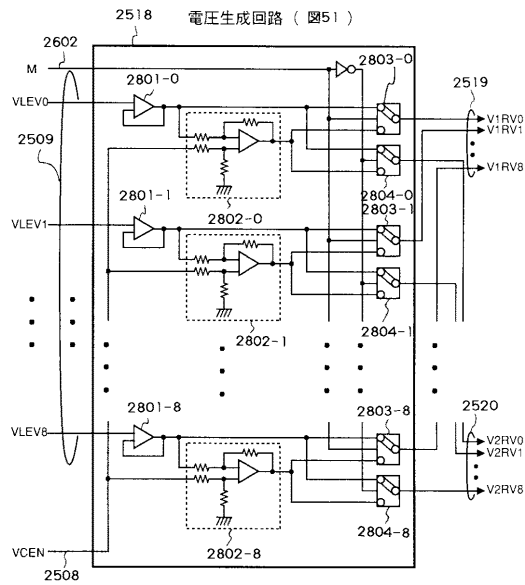 電圧生成回路 ( 図51 )
2518
2602
M
2801-0
2803-0
2519
VLEV0
V1RV0
V1RV1
2509
V1RV8
2804-0
2802-0
2803-1
2801-1
VLEV1
2802-1
2804-1
2801-8
2803-8
2520
VLEV8
V2RV0
V2RV1
V2RV8
2802-8
2804-8
VCEN
2508